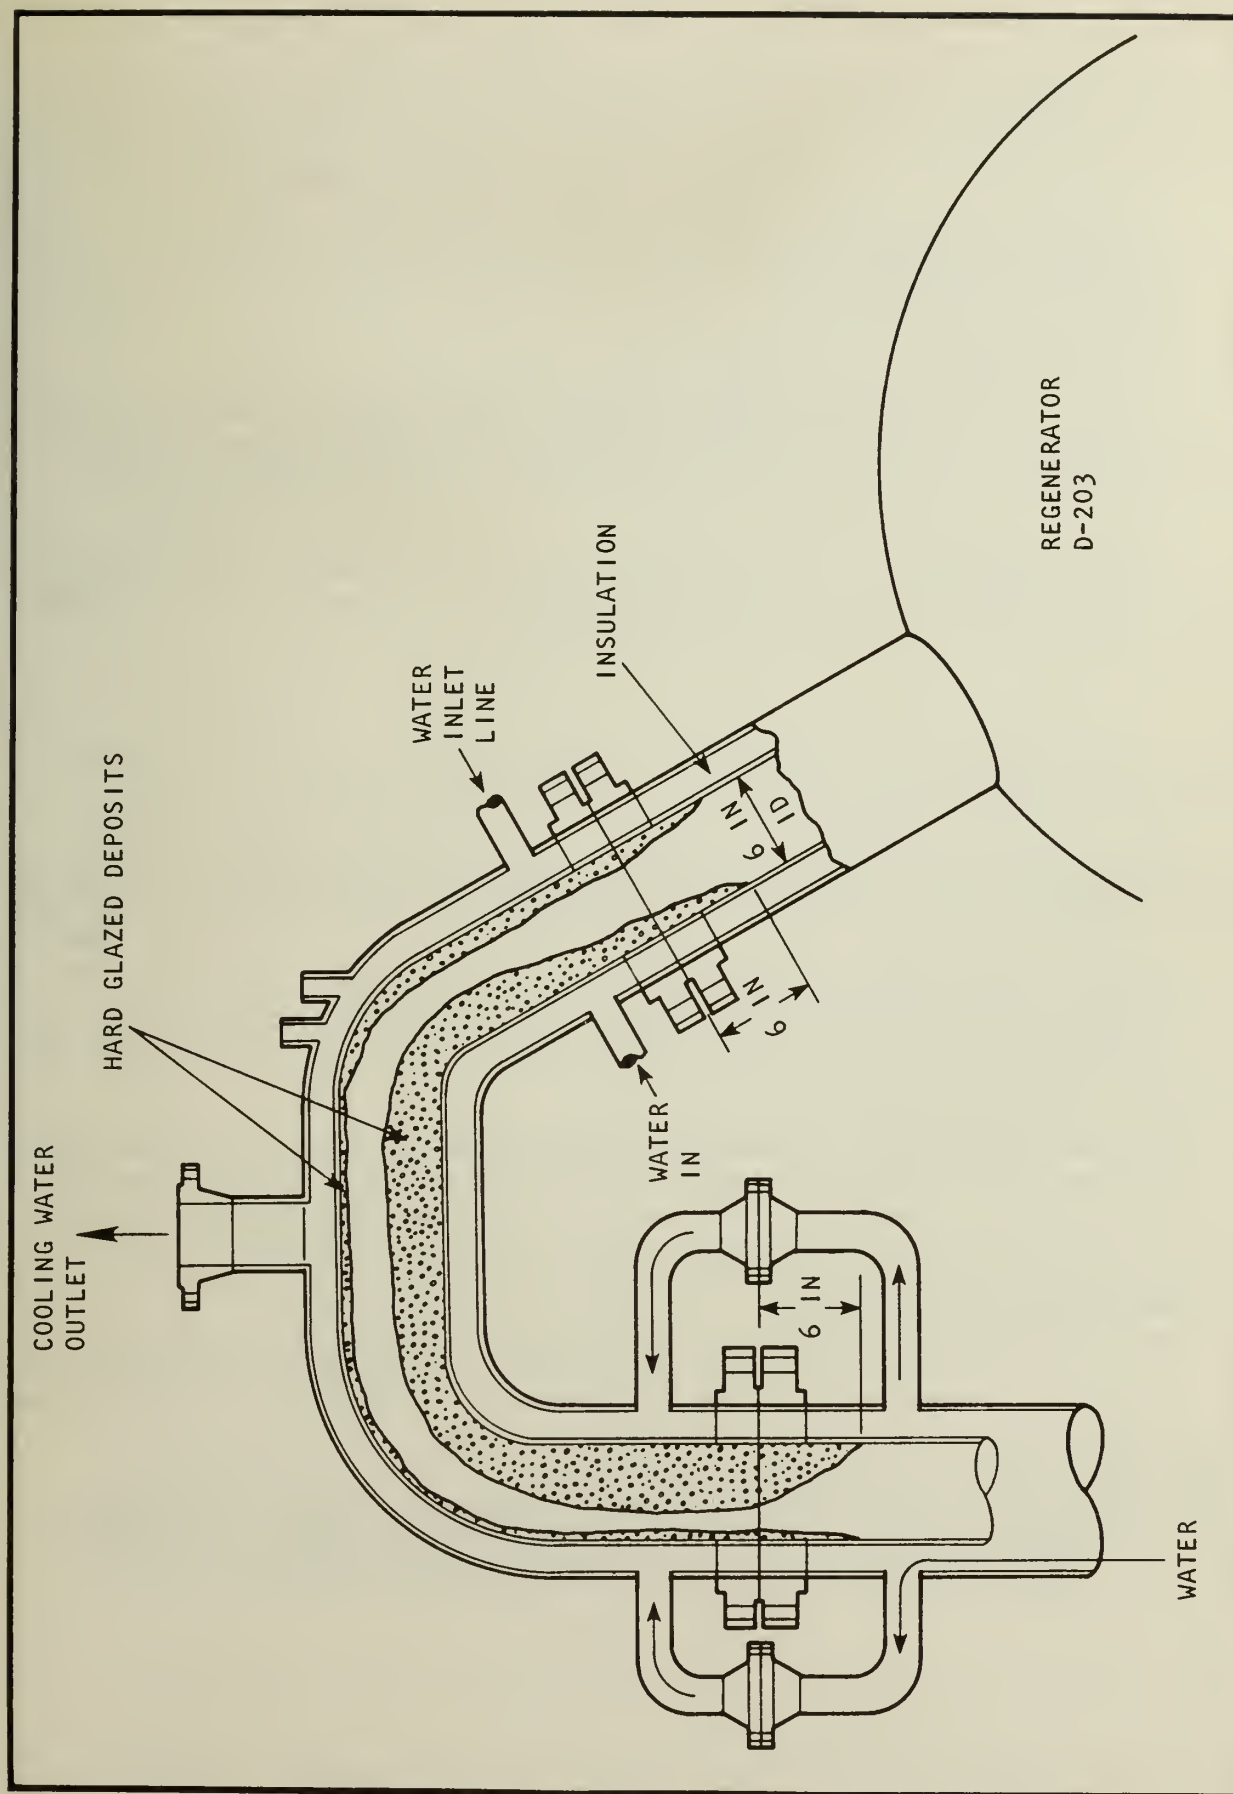 COOLING WATER
OUTLET
HARD GLAZED DEPOSITS
WATER
INLET
LINE
INSULATION
6 IN
ID
6 IN
WATER
IN
6 IN
WATER
REGENERATOR
D-203